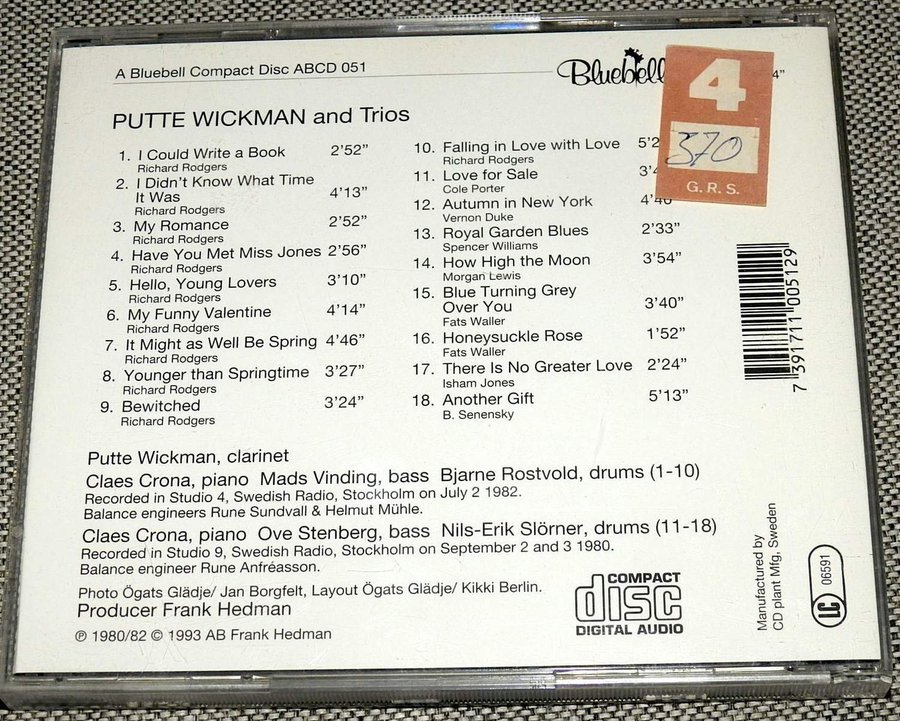 A Bluebell Compact Disc ABCD 051
Bluebell
4"
4
370
G.R.S.
PUTTE WICKMAN and Trios
1. I Could Write a Book 2'52"
Richard Rodgers
2. I Didn't Know What Time
It Was 4'13"
Richard Rodgers
3. My Romance 2'52"
Richard Rodgers
4. Have You Met Miss Jones 2'56"
Richard Rodgers
5. Hello, Young Lovers 3'10"
Richard Rodgers
6. My Funny Valentine 4'14"
Richard Rodgers
7. It Might as Well Be Spring 4'46"
Richard Rodgers
8. Younger than Springtime 3'27"
Richard Rodgers
9. Bewitched 3'24"
Richard Rodgers
10. Falling in Love with Love 5'2
Richard Rodgers
11. Love for Sale
Cole Porter
12. Autumn in New York
Vernon Duke
13. Royal Garden Blues 2'33"
Spencer Williams
14. How High the Moon 3'54"
Morgan Lewis
15. Blue Turning Grey
Over You 3'40"
Fats Waller
16. Honeysuckle Rose 1'52"
Fats Waller
17. There Is No Greater Love 2'24"
Isham Jones
18. Another Gift 5'13"
B. Senensky
7 391711 005129
Putte Wickman, clarinet
Claes Crona, piano Mads Vinding, bass Bjarne Rostvold, drums (1-10)
Recorded in Studio 4, Swedish Radio, Stockholm on July 2 1982.
Balance engineers Rune Sundvall & Helmut Mühle.
Claes Crona, piano Ove Stenberg, bass Nils-Erik Slörner, drums (11-18)
Recorded in Studio 9, Swedish Radio, Stockholm on September 2 and 3 1980.
Balance engineer Rune Anfréasson.
Photo Ögats Glädje/ Jan Borgfelt, Layout Ögats Glädje/ Kikki Berlin.
Producer Frank Hedman
℗ 1980/82 © 1993 AB Frank Hedman
COMPACT
disc
DIGITAL AUDIO
Manufactured by
CD plant Mfg, Sweden
LC 06591